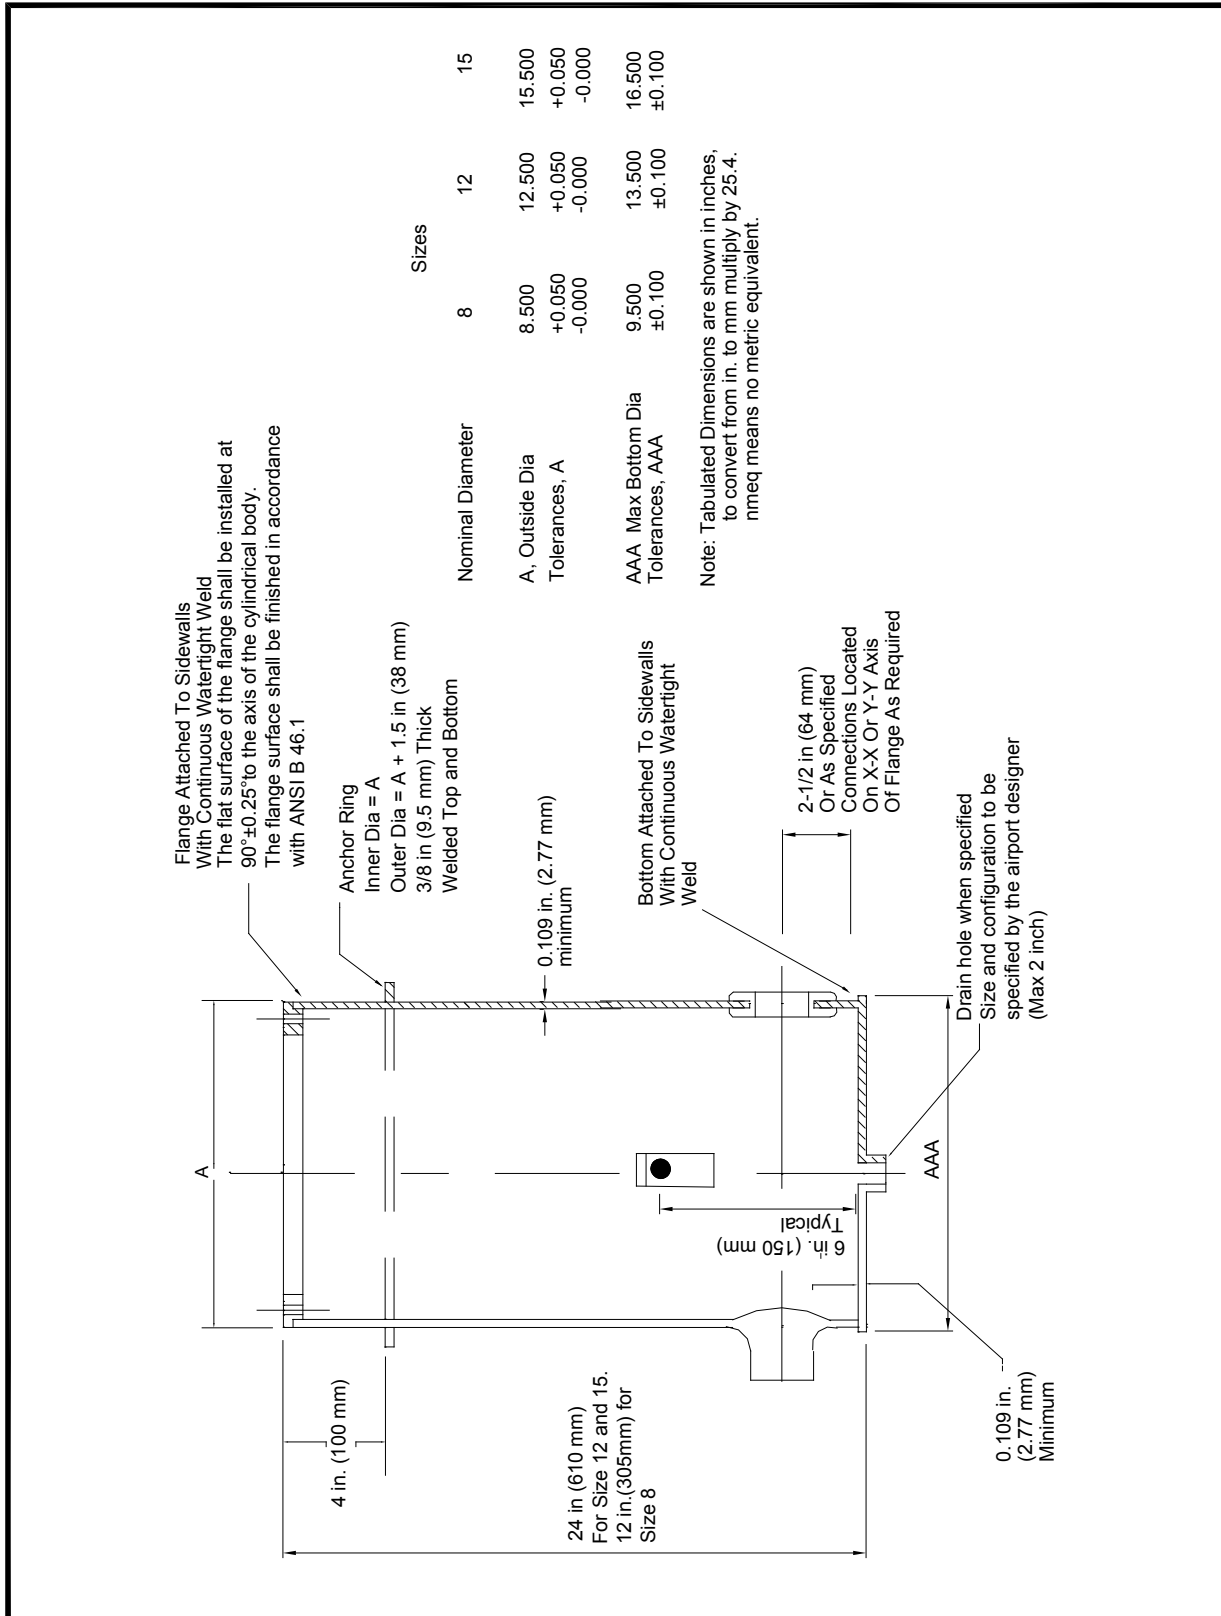 Flange Attached To Sidewalls
With Continuous Watertight Weld
The flat surface of the flange shall be installed at
90°±0.25°to the axis of the cylindrical body.
The flange surface shall be finished in accordance
with ANSI B 46.1
Anchor Ring
Inner Dia = A
Outer Dia = A + 1.5 in (38 mm)
3/8 in (9.5 mm) Thick
Welded Top and Bottom
0.109 in. (2.77 mm)
minimum
Bottom Attached To Sidewalls
With Continuous Watertight
Weld
2-1/2 in (64 mm)
Or As Specified
Connections Located
On X-X Or Y-Y Axis
Of Flange As Required
Drain hole when specified
Size and configuration to be
specified by the airport designer
(Max 2 inch)
A
AAA
6 in. (150 mm)
Typical
4 in. (100 mm)
24 in (610 mm)
For Size 12 and 15.
12 in.(305mm) for
Size 8
0.109 in.
(2.77 mm)
Minimum
Sizes
Nominal Diameter 8 12 15
A, Outside Dia 8.500 12.500 15.500
Tolerances, A +0.050 +0.050 +0.050
-0.000 -0.000 -0.000
AAA Max Bottom Dia 9.500 13.500 16.500
Tolerances, AAA ±0.100 ±0.100 ±0.100
Note: Tabulated Dimensions are shown in inches,
to convert from in. to mm multiply by 25.4.
nmeq means no metric equivalent.